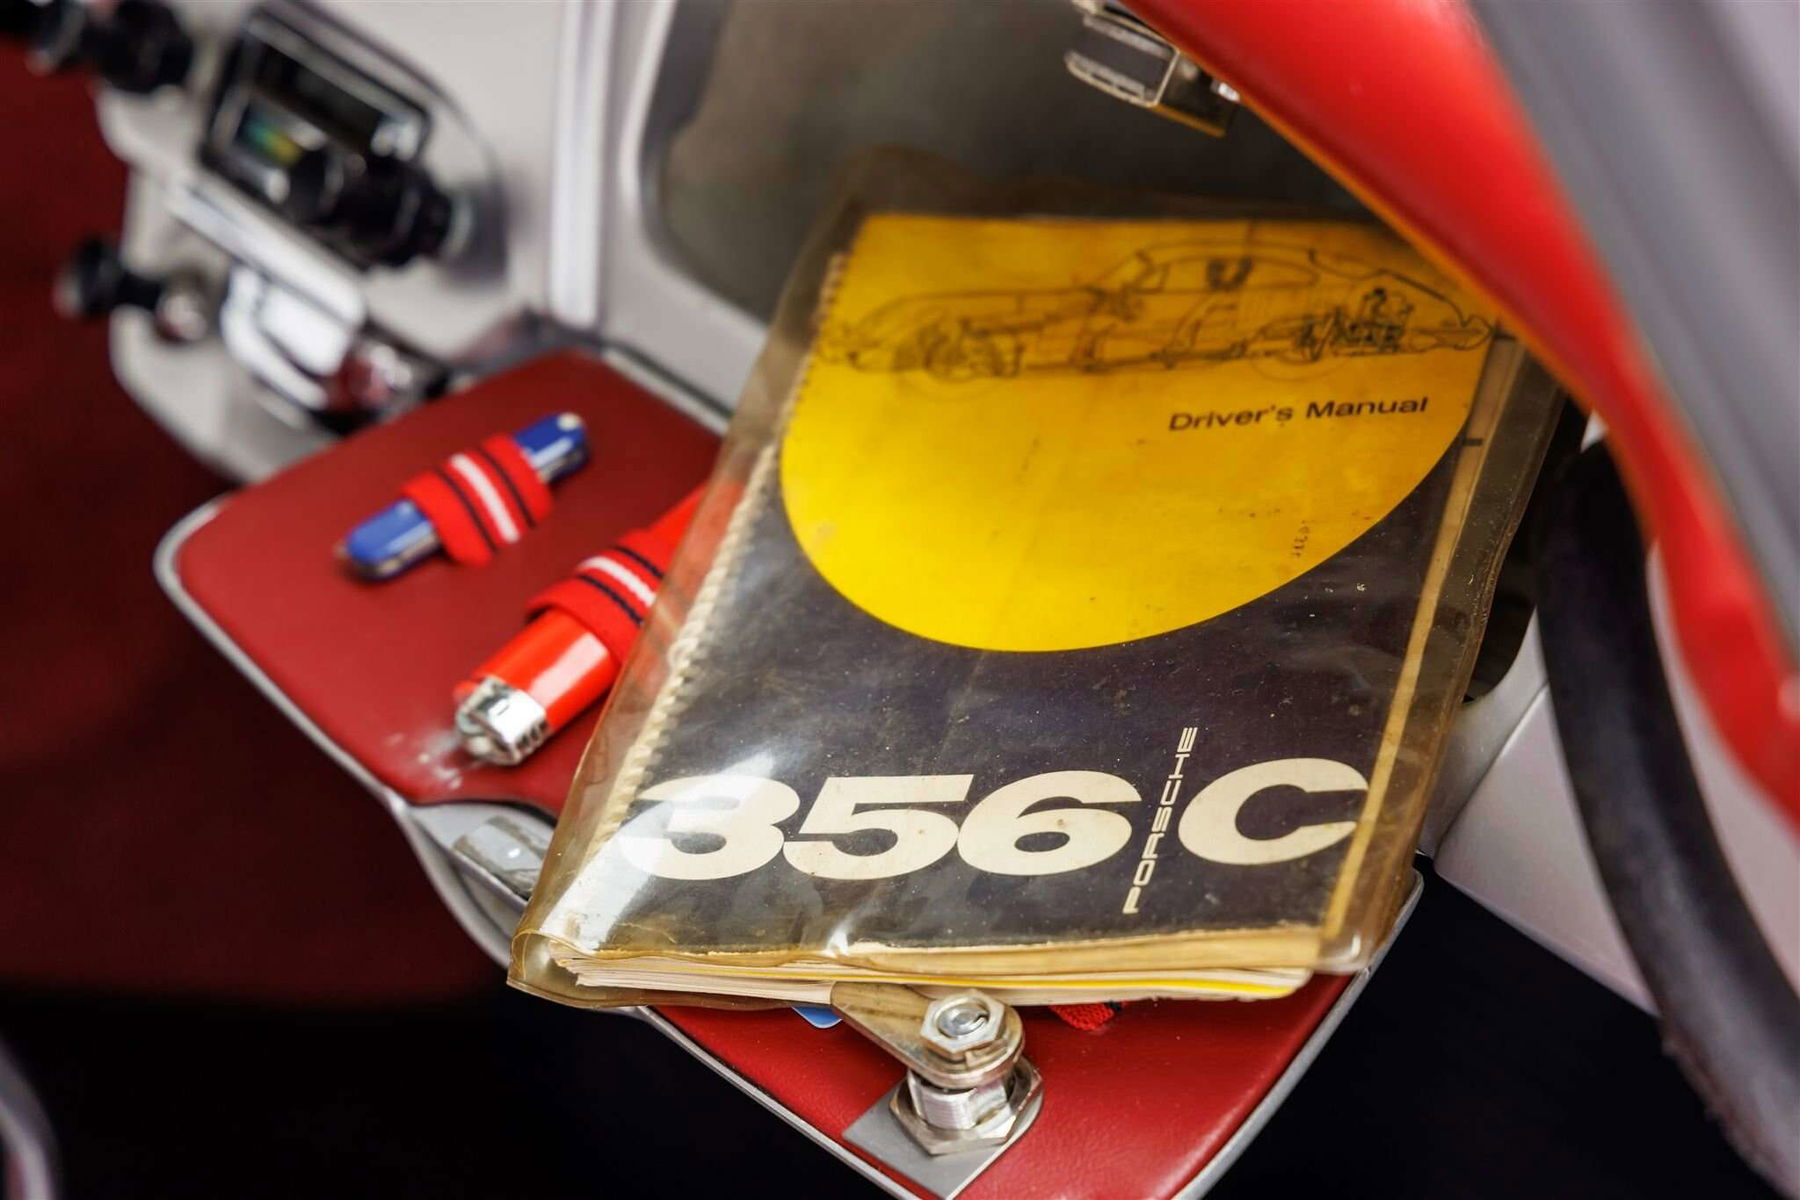 Driver's Manual
356 C
PORSCHE